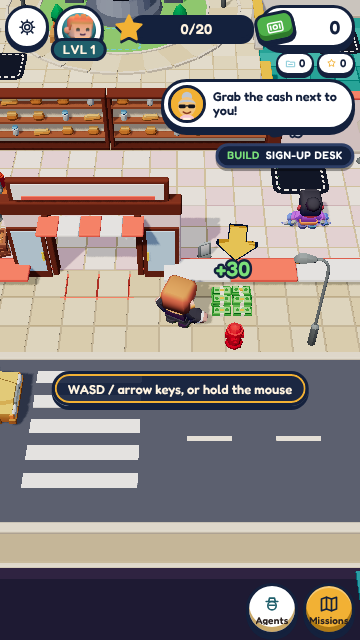 0/20
0
LVL 1
0
0
Grab the cash next to
you!
BUILD SIGN-UP DESK
+30
WASD / arrow keys, or hold the mouse
Agents
Missions